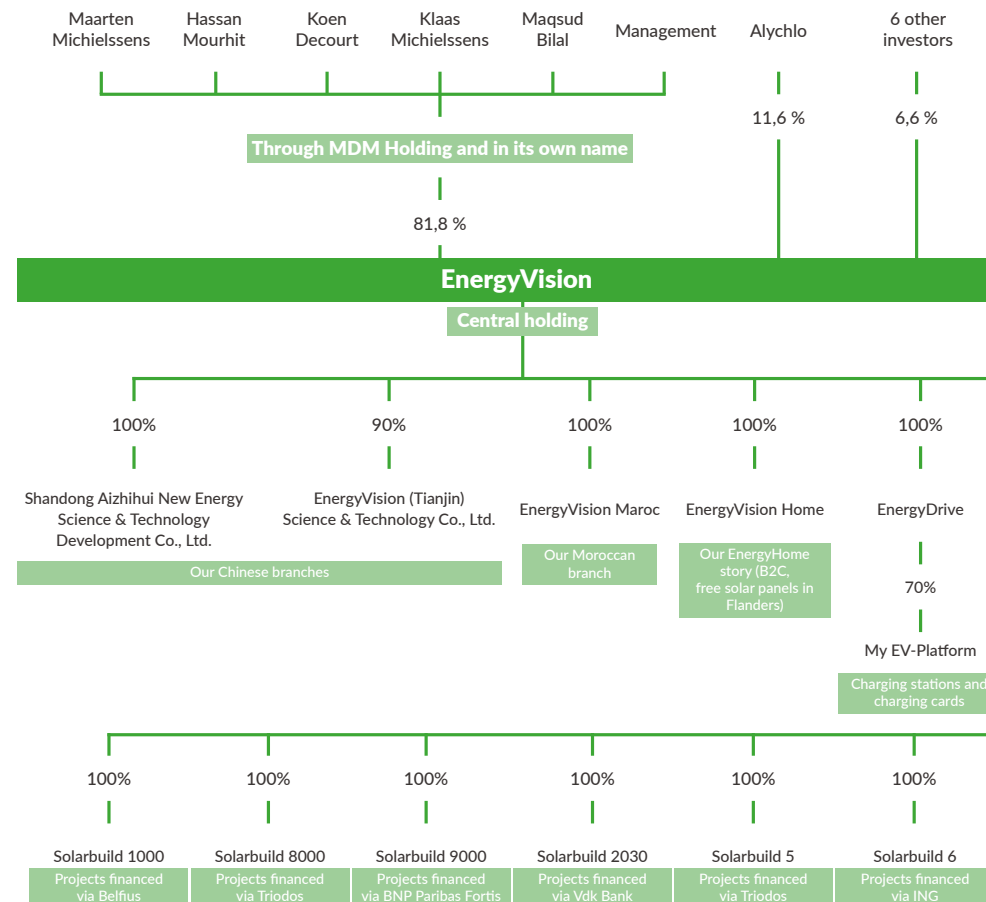 Maarten
Michielssens
Hassan
Mourhit
Koen
Decourt
Klaas
Michielssens
Maqsud
Bilal
Management
Alychlo
6 other
investors
11,6 %
6,6 %
Through MDM Holding and in its own name
81,8 %
EnergyVision
Central holding
100%
90%
100%
100%
100%
Shandong Aizhihui New Energy
Science & Technology
Development Co., Ltd.
EnergyVision (Tianjin)
Science & Technology Co., Ltd.
Our Chinese branches
EnergyVision Maroc
Our Moroccan
branch
EnergyVision Home
Our EnergyHome
story (B2C,
free solar panels in
Flanders)
EnergyDrive
70%
My EV-Platform
Charging stations and
charging cards
100%
100%
100%
100%
100%
100%
Solarbuild 1000
Projects financed
via Belfius
Solarbuild 8000
Projects financed
via Triodos
Solarbuild 9000
Projects financed
via BNP Paribas Fortis
Solarbuild 2030
Projects financed
via Vdk Bank
Solarbuild 5
Projects financed
via Triodos
Solarbuild 6
Projects financed
via ING